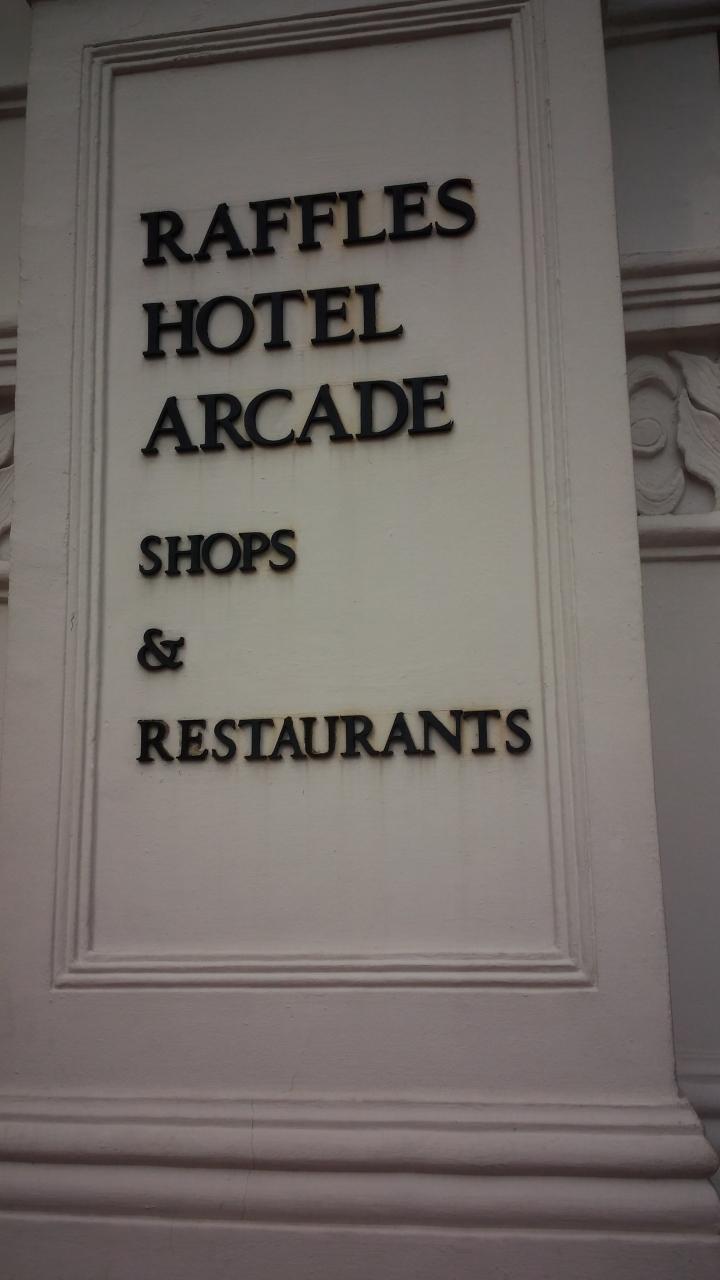 RAFFLES
HOTEL
ARCADE
SHOPS
&
RESTAURANTS